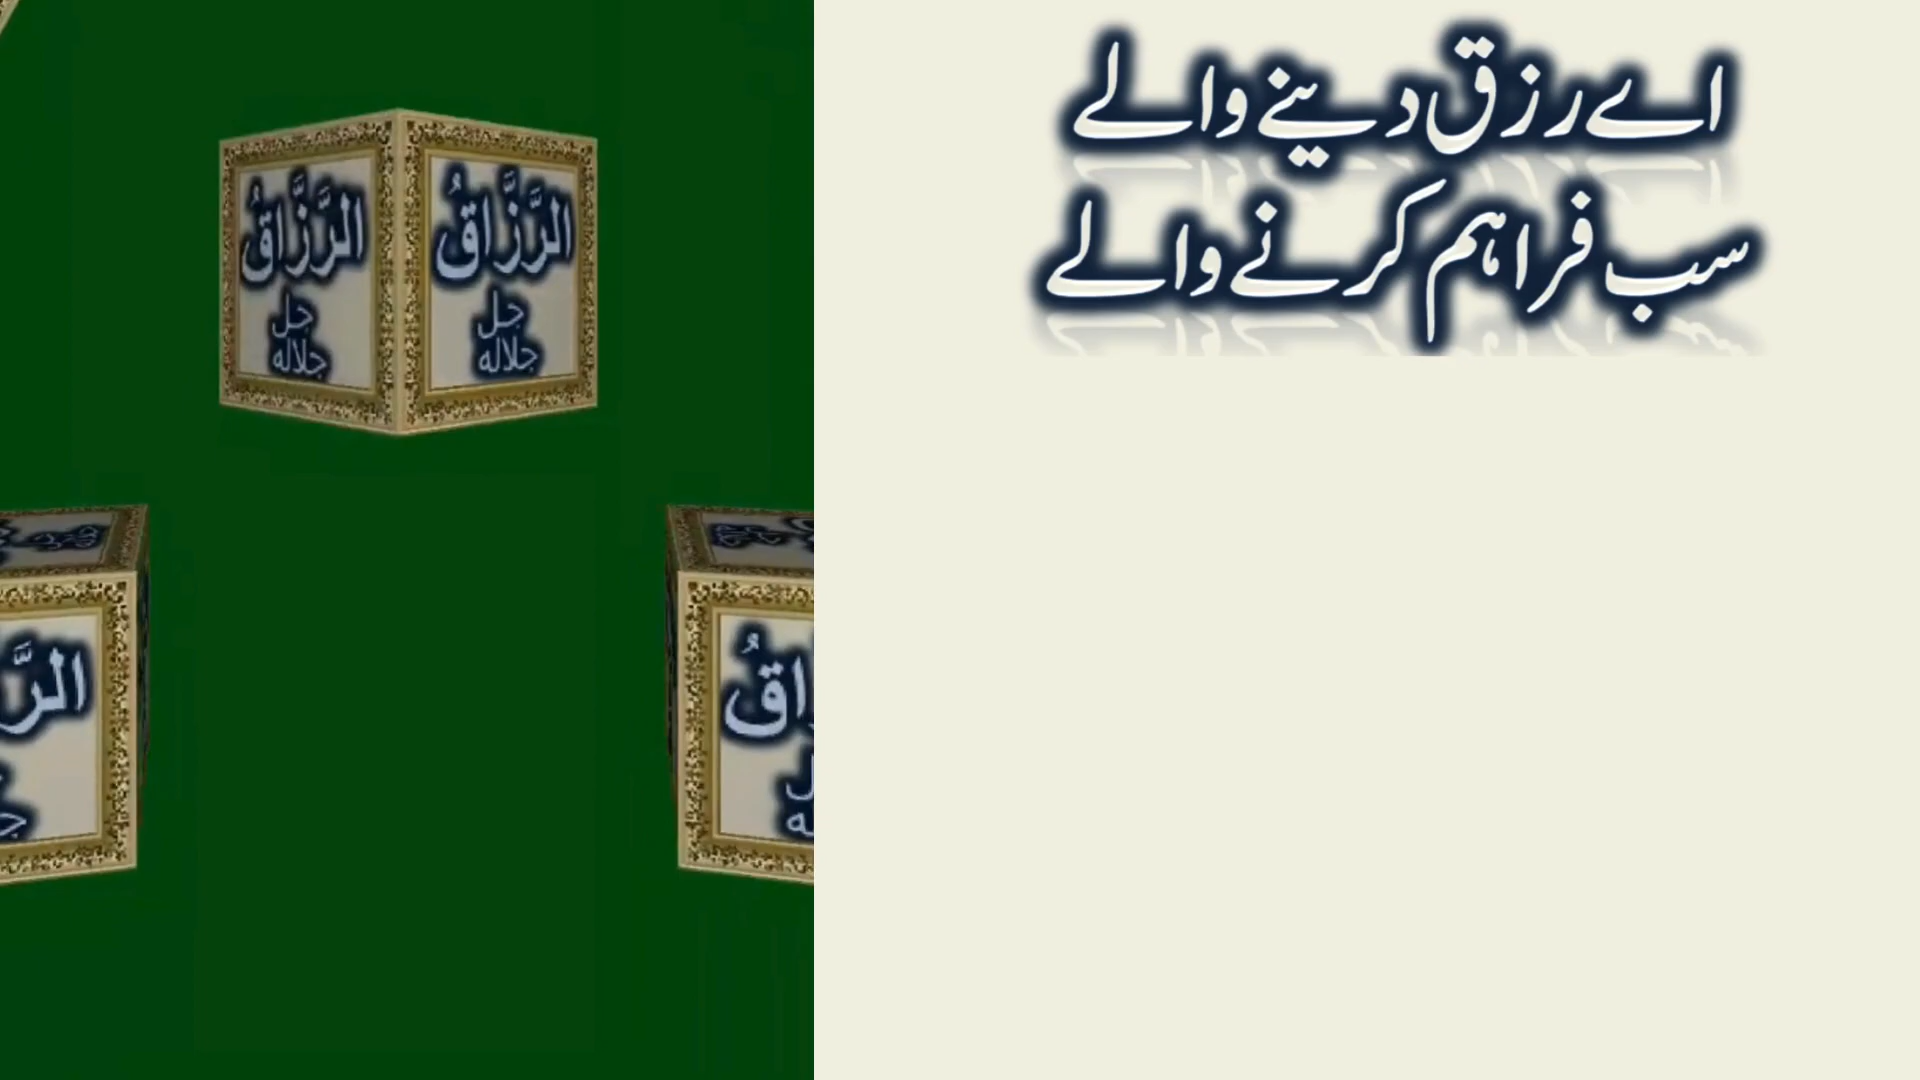 اے رزق دینے والے
سب فراہم کرنے والے
الرَّزَّاقُ
جل
جلاله
الرَّزَّاقُ
جل
جلاله